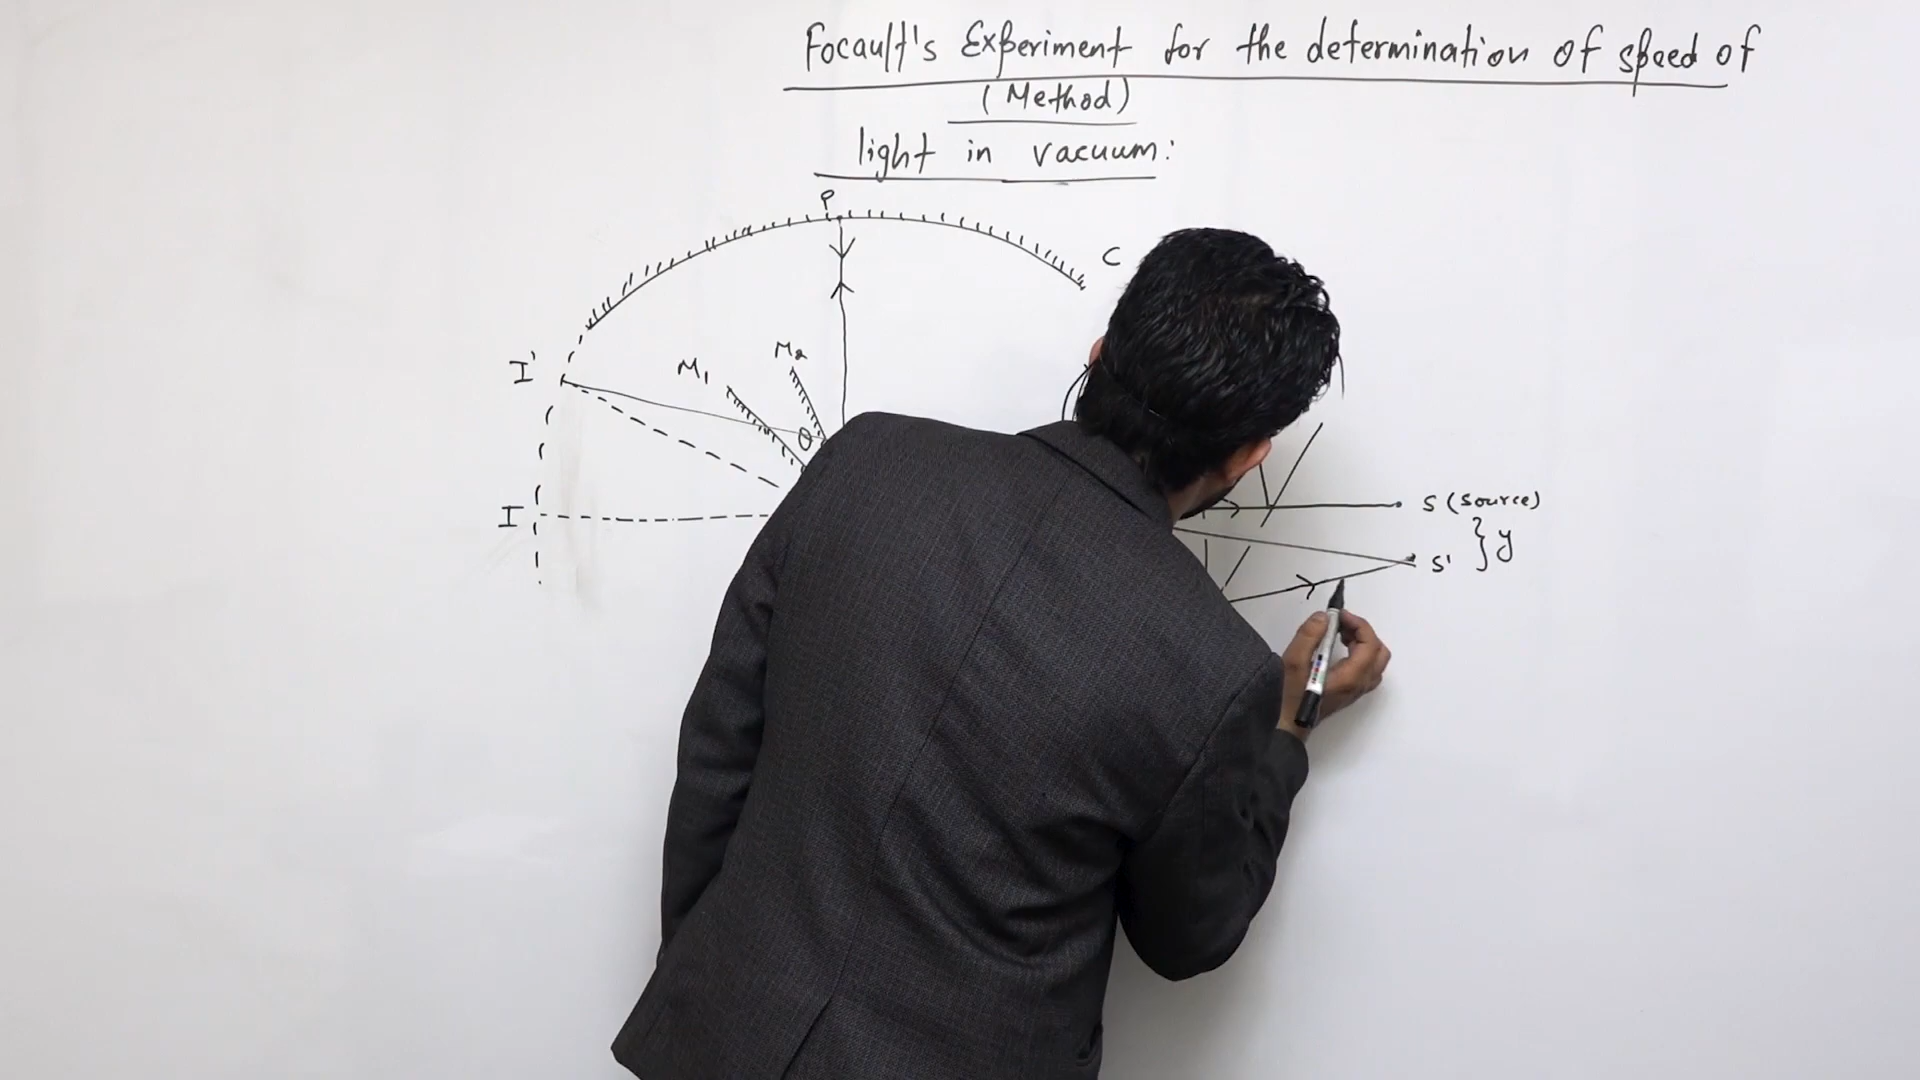 Focault's Experiment for the determination of speed of
(Method)
light in vacuum:
P
C
I'
M1
M2
θ
I
S (source)
} y
S'